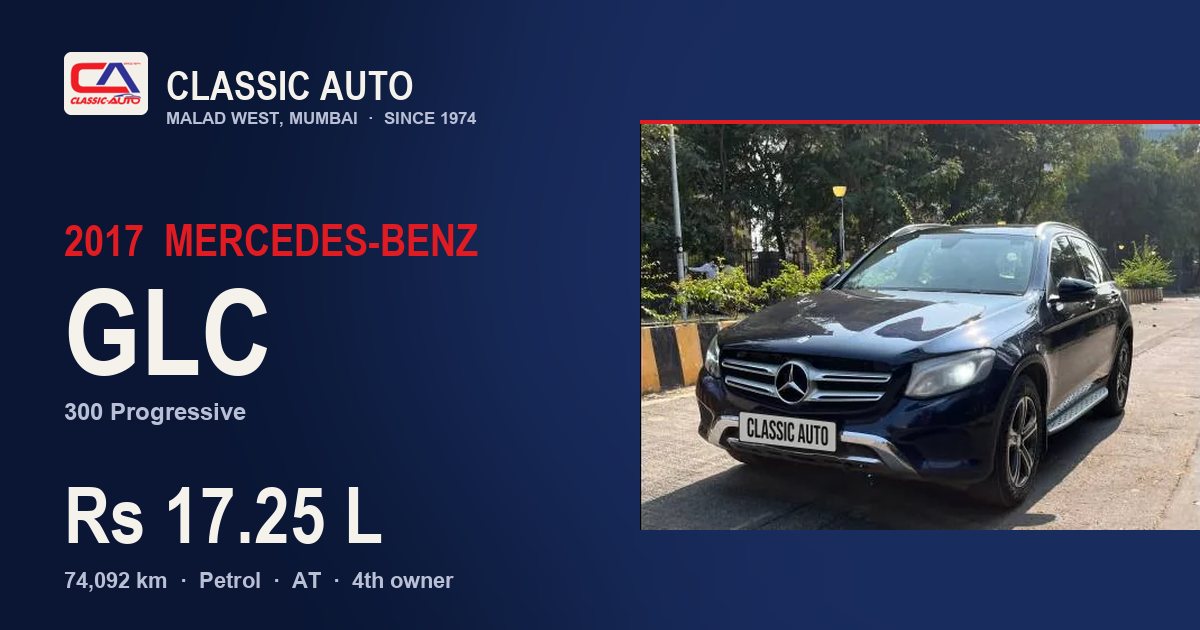 CLASSIC-AUTO
CLASSIC AUTO
MALAD WEST, MUMBAI · SINCE 1974
2017 MERCEDES-BENZ
GLC
300 Progressive
Rs 17.25 L
74,092 km · Petrol · AT · 4th owner
CLASSIC AUTO